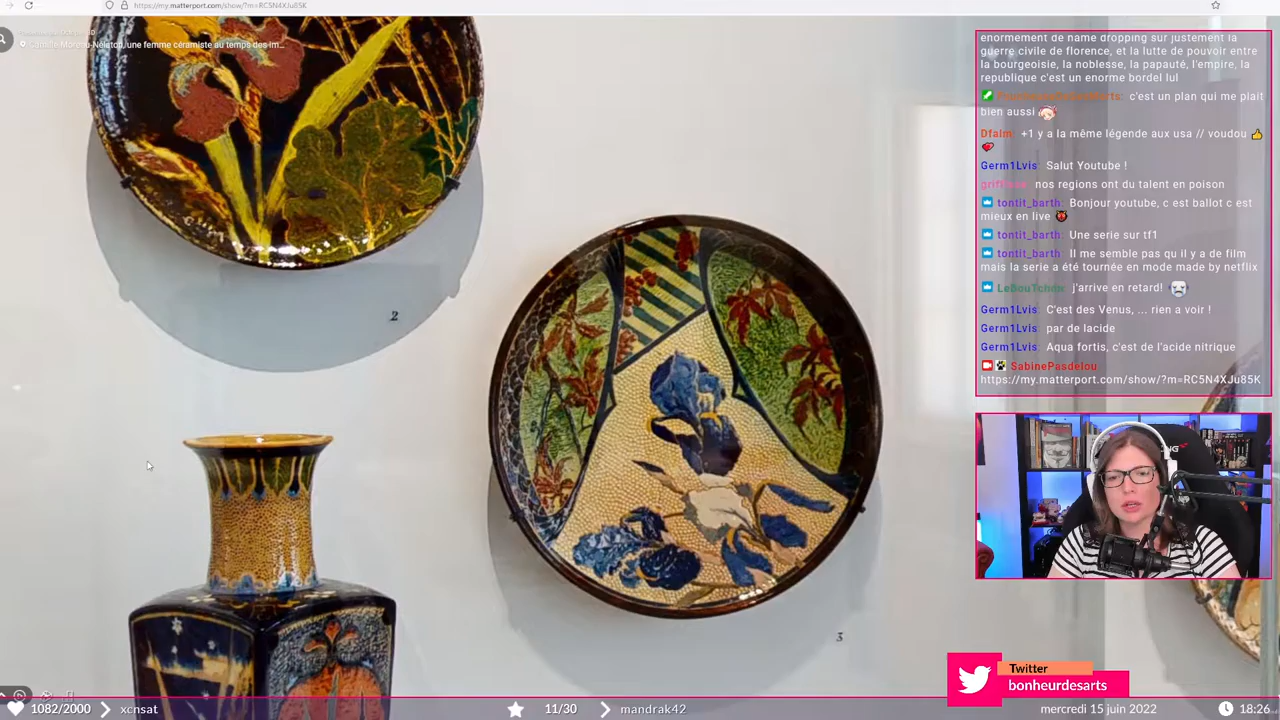 https://my.matterport.com/show/?m=RC5N4XJu85K
Camille Moreau-Nélaton, une femme céramiste au temps des im...
2
3
enormement de name dropping sur justement la
guerre civile de florence, et la lutte de pouvoir entre
la bourgeoisie, la noblesse, la papauté, l'empire, la
republique c'est un enorme bordel lul
c'est un plan qui me plait
bien aussi
Dfalm: +1 y a la même légende aux usa // voudou
Germ1Lvis: Salut Youtube !
nos regions ont du talent en poison
tontit_barth: Bonjour youtube, c est ballot c est
mieux en live
tontit_barth: Une serie sur tf1
tontit_barth: Il me semble pas qu il y a de film
mais la serie a été tournée en mode made by netflix
LeBouTchou: j'arrive en retard!
Germ1Lvis: C'est des Venus, ... rien a voir !
Germ1Lvis: par de lacide
Germ1Lvis: Aqua fortis, c'est de l'acide nitrique
SabinePasdelou:
https://my.matterport.com/show/?m=RC5N4XJu85K
Twitter
bonheurdesarts
1082/2000
xcnsat
11/30
mandrak42
mercredi 15 juin 2022
18:26